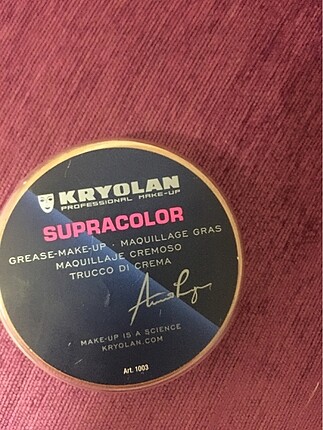 KRYOLAN
PROFESSIONAL MAKE-UP
SUPRACOLOR
GREASE-MAKE-UP · MAQUILLAGE GRAS
MAQUILLAJE CREMOSO
TRUCCO DI CREMA
MAKE-UP IS A SCIENCE
KRYOLAN.COM
Art. 1003